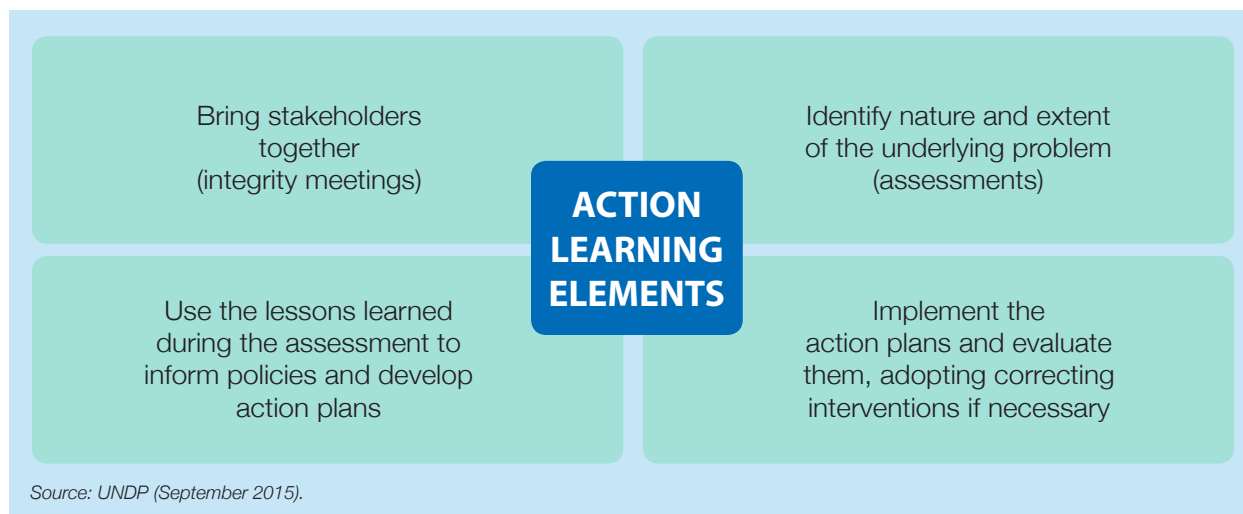 Bring stakeholders
together
(integrity meetings)
Identify nature and extent
of the underlying problem
(assessments)
ACTION
LEARNING
ELEMENTS
Use the lessons learned
during the assessment to
inform policies and develop
action plans
Implement the
action plans and evaluate
them, adopting correcting
interventions if necessary
Source: UNDP (September 2015).